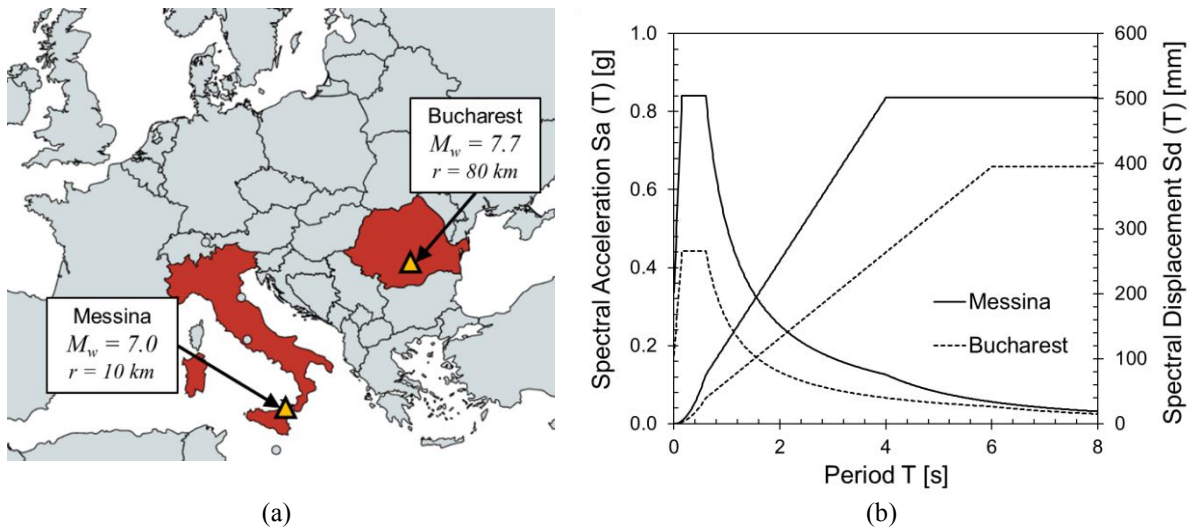 Bucharest
M_w = 7.7
r = 80 km
Messina
M_w = 7.0
r = 10 km
(a)
Spectral Acceleration Sa (T) [g]
1.0
0.8
0.6
0.4
0.2
0.0
0
2
4
6
8
Period T [s]
600
500
400
300
200
100
0
Spectral Displacement Sd (T) [mm]
Messina
Bucharest
(b)